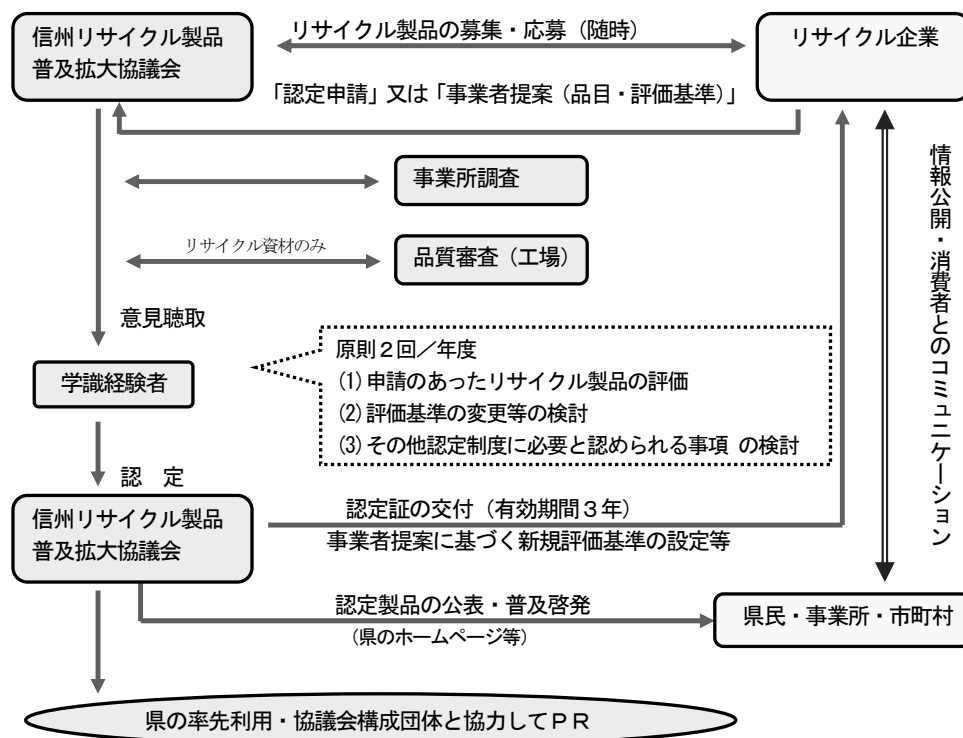 信州リサイクル製品
普及拡大協議会
リサイクル製品の募集・応募（随時）
リサイクル企業
「認定申請」又は「事業者提案（品目・評価基準）」
事業所調査
リサイクル資材のみ
品質審査（工場）
情報公開・消費者とのコミュニケーション
意見聴取
学識経験者
原則２回／年度
(1) 申請のあったリサイクル製品の評価
(2) 評価基準の変更等の検討
(3) その他認定制度に必要と認められる事項 の検討
認　定
信州リサイクル製品
普及拡大協議会
認定証の交付（有効期間３年）
事業者提案に基づく新規評価基準の設定等
認定製品の公表・普及啓発
（県のホームページ等）
県民・事業所・市町村
県の率先利用・協議会構成団体と協力してＰＲ